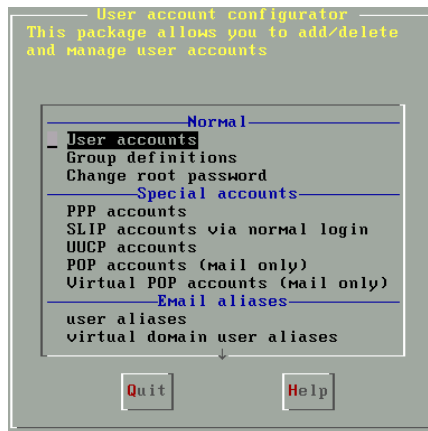 User account configurator
This package allows you to add/delete
and manage user accounts
Normal
User accounts
Group definitions
Change root password
Special accounts
PPP accounts
SLIP accounts via normal login
UUCP accounts
POP accounts (mail only)
Virtual POP accounts (mail only)
Email aliases
user aliases
virtual domain user aliases
Quit Help